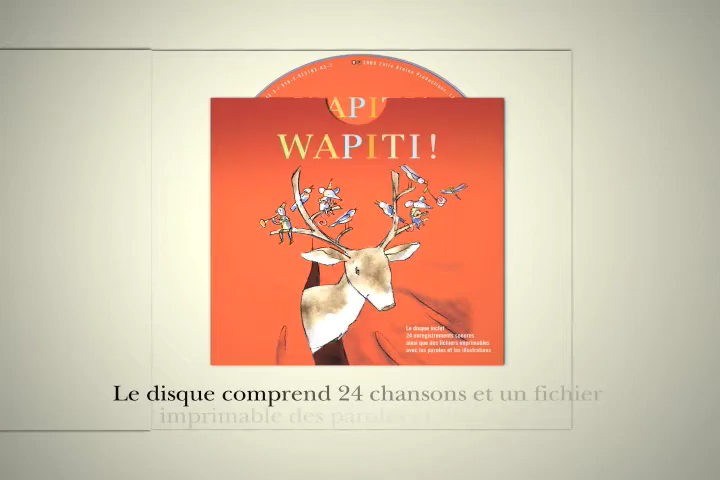 WAPITI !
Le disque inclut
24 enregistrements sonores
ainsi que des fichiers imprimables
avec les paroles et les illustrations
Le disque comprend 24 chansons et un fichier
imprimable des paroles